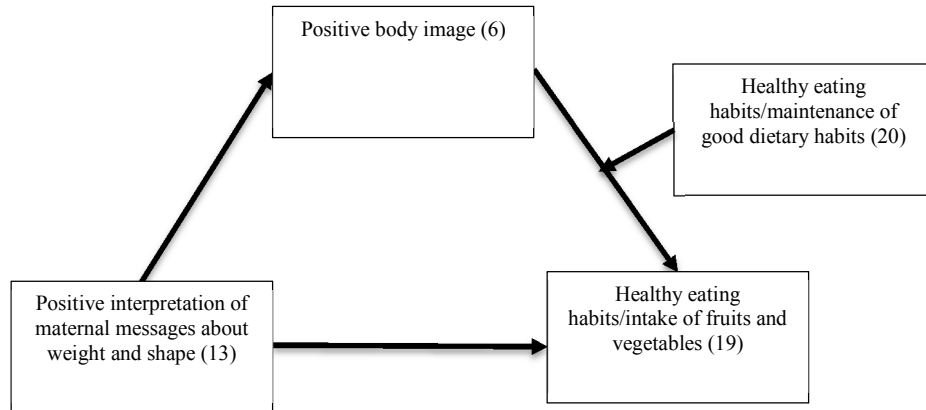 Positive body image (6)
Healthy eating
habits/maintenance of
good dietary habits (20)
Positive interpretation of
maternal messages about
weight and shape (13)
Healthy eating
habits/intake of fruits and
vegetables (19)